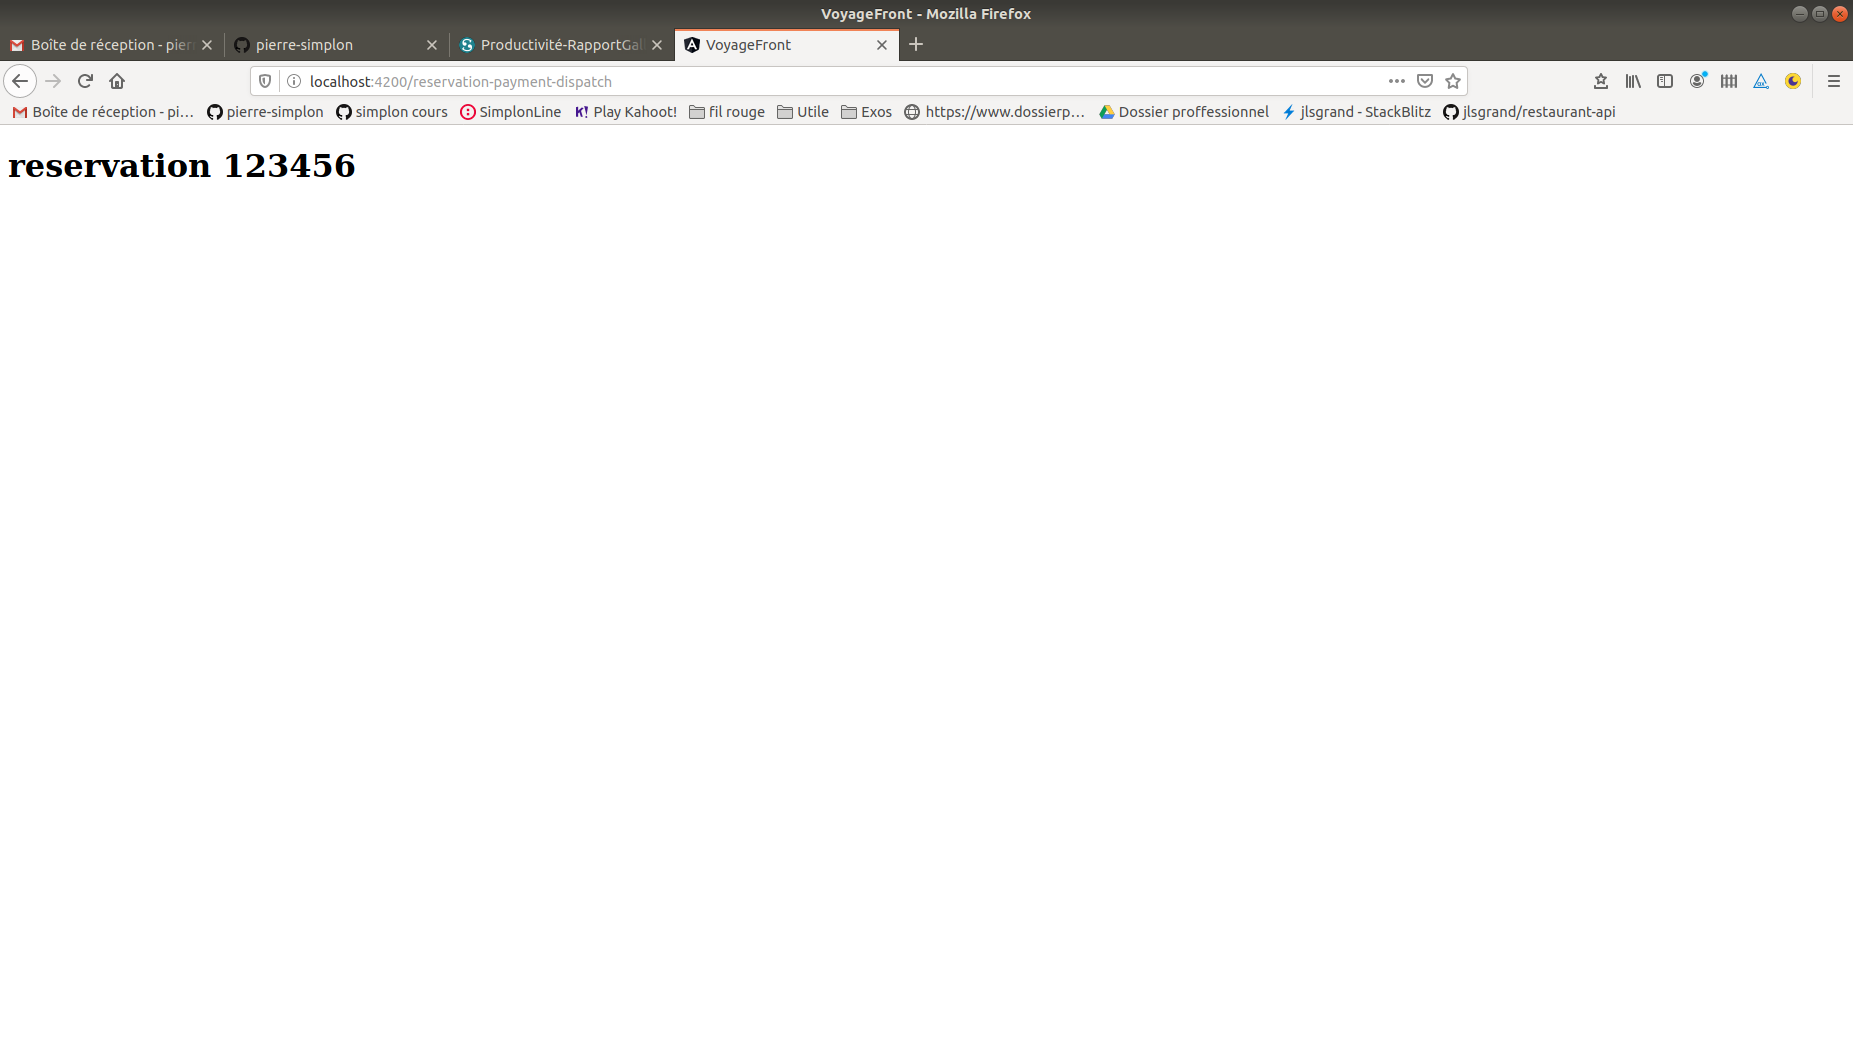 VoyageFront - Mozilla Firefox
Boîte de réception - pier
pierre-simplon
Productivité-RapportGal
VoyageFront
localhost:4200/reservation-payment-dispatch
Boîte de réception - pi…
pierre-simplon
simplon cours
SimplonLine
K! Play Kahoot!
fil rouge
Utile
Exos
https://www.dossierp…
Dossier proffessionnel
jlsgrand - StackBlitz
jlsgrand/restaurant-api
reservation 123456